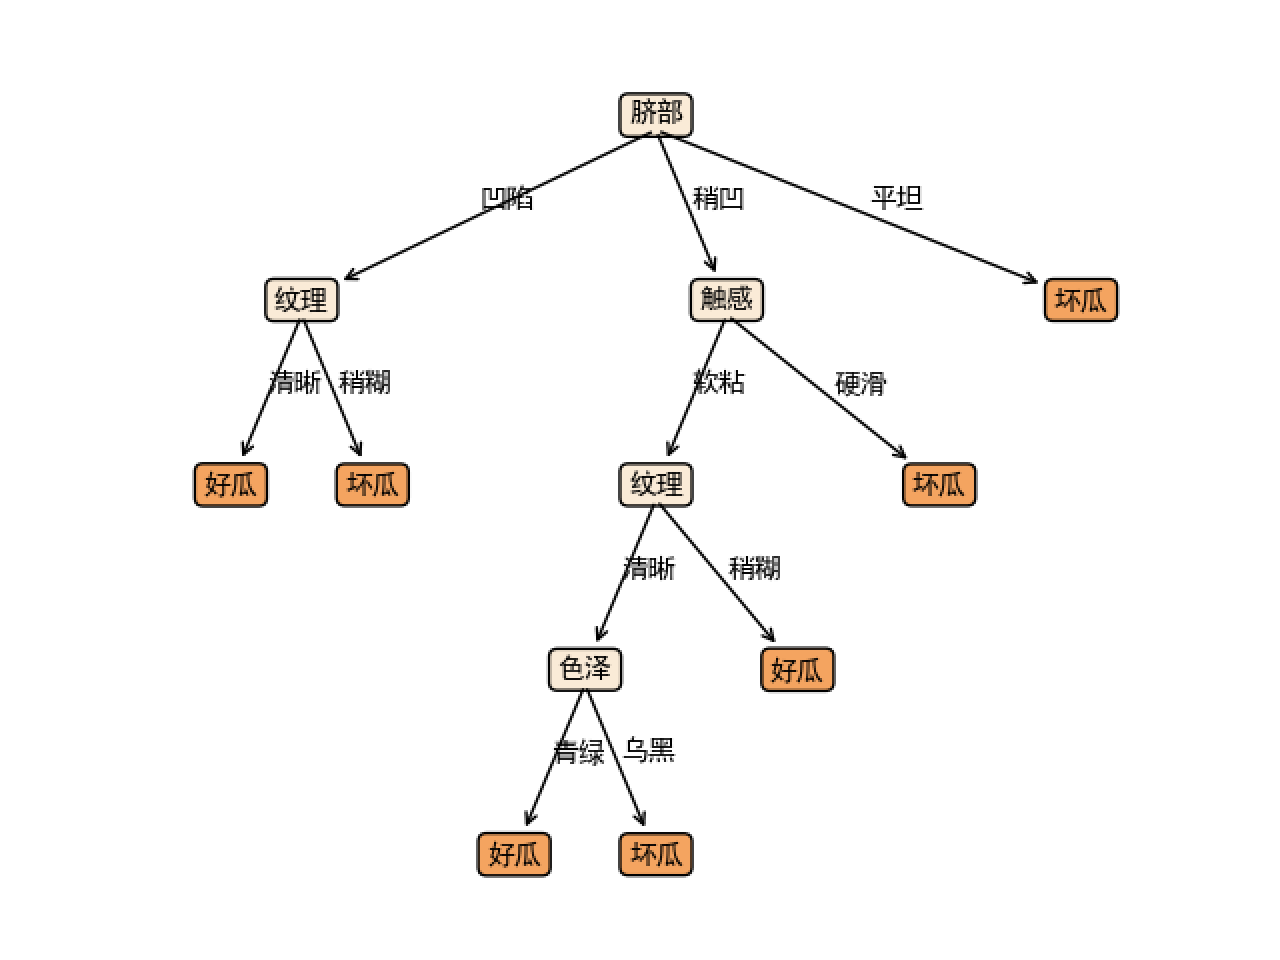 脐部
凹陷 稍凹 平坦
纹理 触感 坏瓜
清晰 稍糊 软粘 硬滑
好瓜 坏瓜 纹理 坏瓜
清晰 稍糊
色泽 好瓜
青绿 乌黑
好瓜 坏瓜